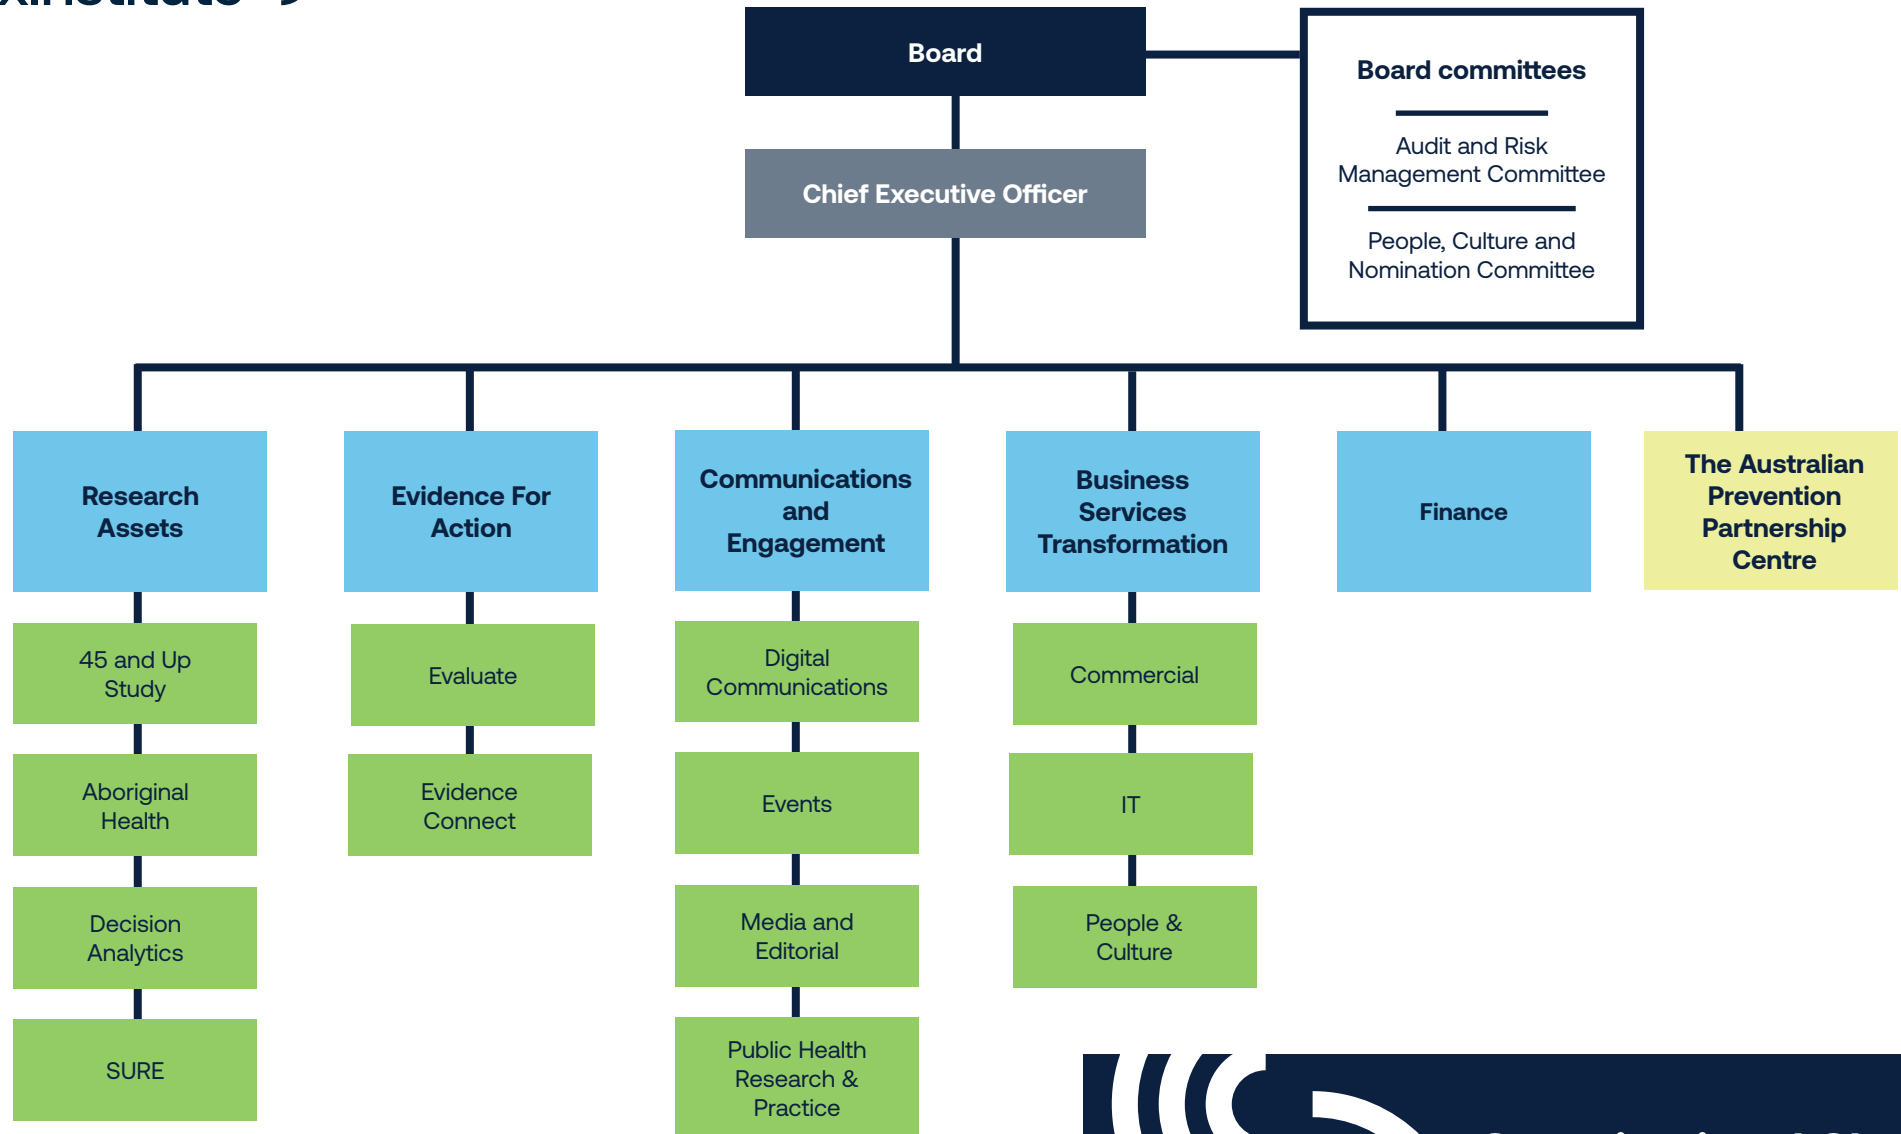 Board
Board committees
Audit and Risk
Management Committee
People, Culture and
Nomination Committee
Chief Executive Officer
Research
Assets
45 and Up
Study
Aboriginal
Health
Decision
Analytics
SURE
Evidence For
Action
Evaluate
Evidence
Connect
Communications
and
Engagement
Digital
Communications
Events
Media and
Editorial
Public Health
Research &
Practice
Business
Services
Transformation
Commercial
IT
People &
Culture
Finance
The Australian
Prevention
Partnership
Centre